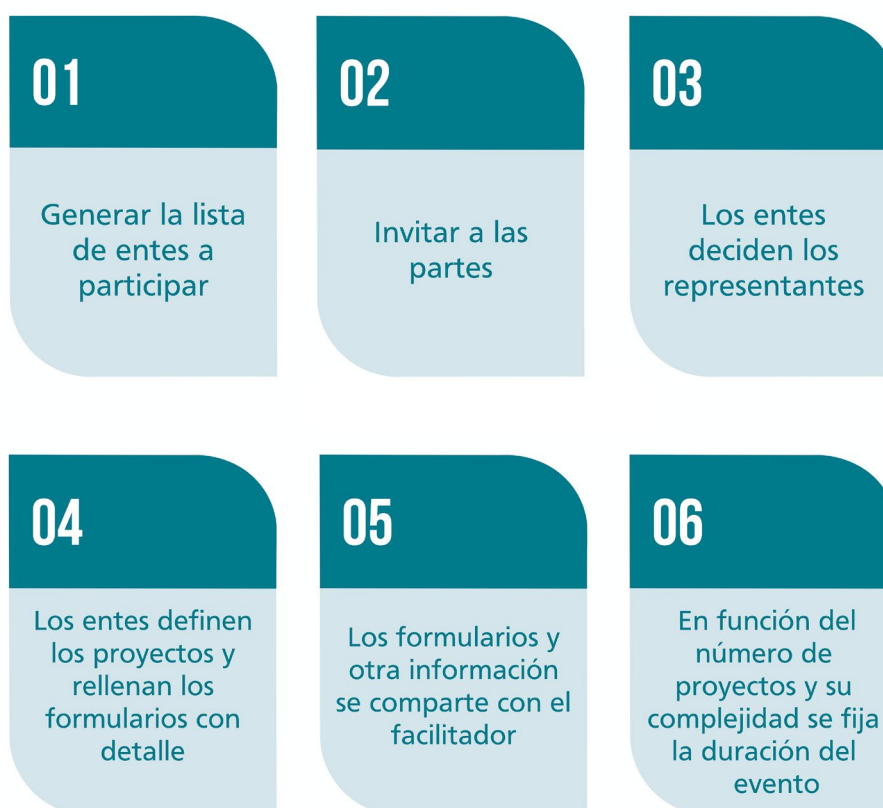 01
Generar la lista
de entes a
participar
02
Invitar a las
partes
03
Los entes
deciden los
representantes
04
Los entes definen
los proyectos y
rellenan los
formularios con
detalle
05
Los formularios y
otra información
se comparte con el
facilitador
06
En función del
número de
proyectos y su
complejidad se fija
la duración del
evento